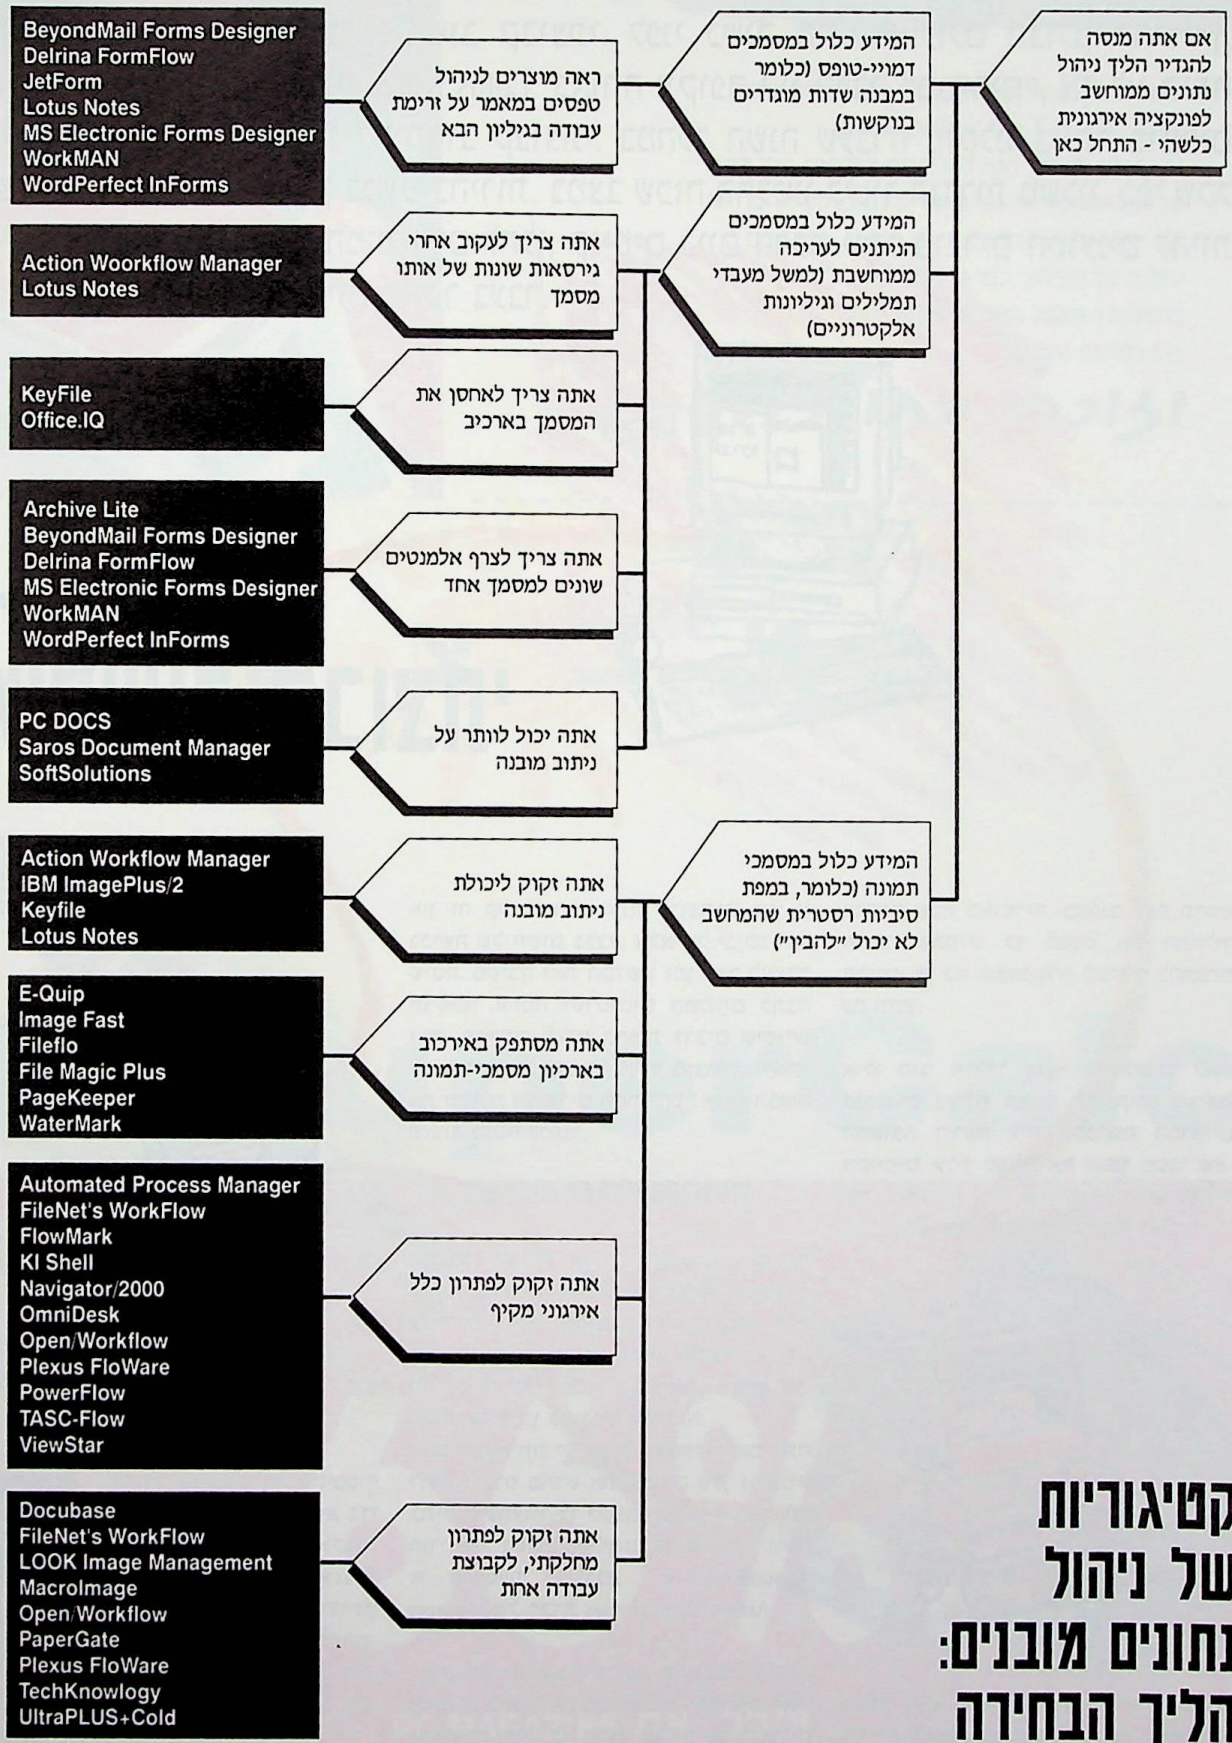 אם אתה מנסה
להגדיר הליך ניהול
נתונים ממוחשב
לפונקציה אירגונית
כלשהי - התחל כאן
המידע כלול במסמכים
דמויי-טופס (כלומר
במבנה שדות מוגדרים
בנוקשות)
ראה מוצרים לניהול
טפסים במאמר על זרימת
עבודה בגיליון הבא
BeyondMail Forms Designer
Delrina FormFlow
JetForm
Lotus Notes
MS Electronic Forms Designer
WorkMAN
WordPerfect InForms
המידע כלול במסמכים
הניתנים לעריכה
ממוחשבת (למשל מעבדי
תמלילים וגיליונות
אלקטרוניים)
אתה צריך לעקוב אחרי
גירסאות שונות של אותו
מסמך
Action Woorkflow Manager
Lotus Notes
אתה צריך לאחסן את
המסמך בארכיב
KeyFile
Office.IQ
אתה צריך לצרף אלמנטים
שונים למסמך אחד
Archive Lite
BeyondMail Forms Designer
Delrina FormFlow
MS Electronic Forms Designer
WorkMAN
WordPerfect InForms
אתה יכול לוותר על
ניתוב מובנה
PC DOCS
Saros Document Manager
SoftSolutions
המידע כלול במסמכי
תמונה (כלומר, במפת
סיביות רסטרית שהמחשב
לא יכול "להבין")
אתה זקוק ליכולת
ניתוב מובנה
Action Workflow Manager
IBM ImagePlus/2
Keyfile
Lotus Notes
אתה מסתפק באירכוב
בארכיון מסמכי-תמונה
E-Quip
Image Fast
Fileflo
File Magic Plus
PageKeeper
WaterMark
אתה זקוק לפתרון כלל
אירגוני מקיף
Automated Process Manager
FileNet's WorkFlow
FlowMark
KI Shell
Navigator/2000
OmniDesk
Open/Workflow
Plexus FloWare
PowerFlow
TASC-Flow
ViewStar
אתה זקוק לפתרון
מחלקתי, לקבוצת
עבודה אחת
Docubase
FileNet's WorkFlow
LOOK Image Management
MacroImage
Open/Workflow
PaperGate
Plexus FloWare
TechKnowlogy
UltraPLUS+Cold
קטיגוריות
של ניהול
נתונים מובנים:
הליך הבחירה